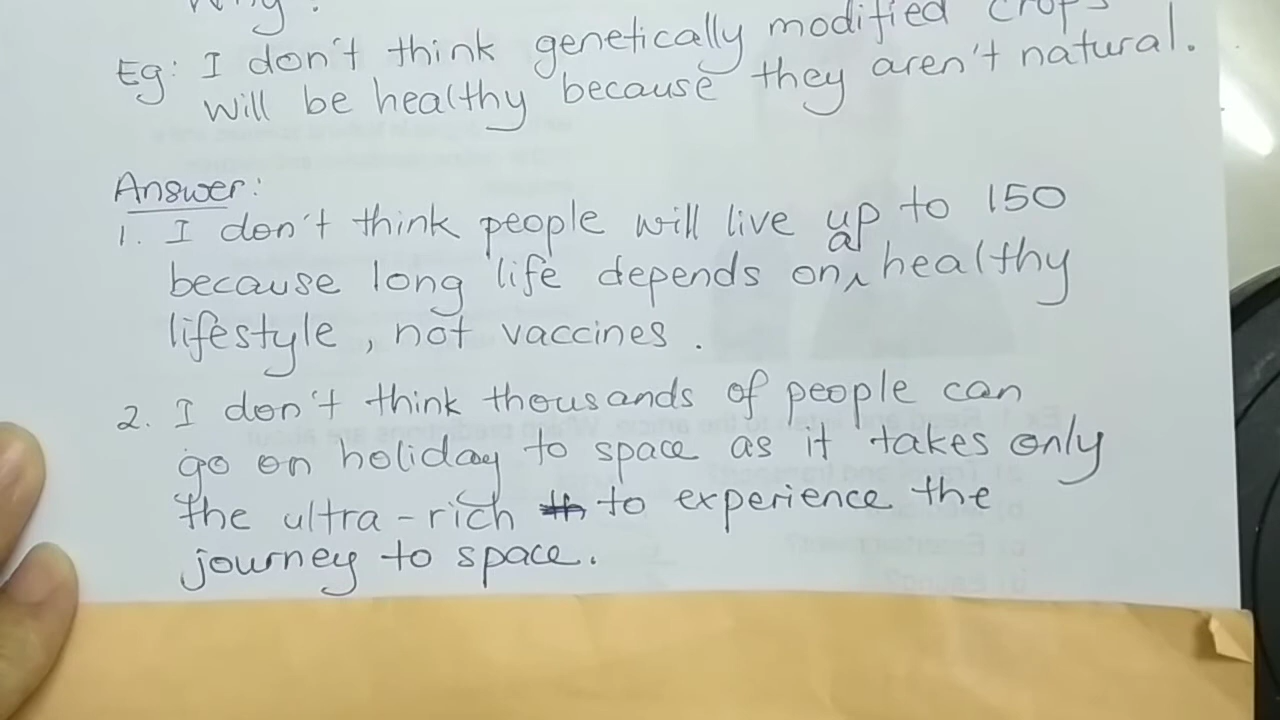 Why?
Eg: I don't think genetically modified crops
will be healthy because they aren't natural.
Answer:
1. I don't think people will live up to 150
because long life depends on a healthy
lifestyle, not vaccines.
2. I don't think thousands of people can
go on holiday to space as it takes only
the ultra-rich to experience the
journey to space.